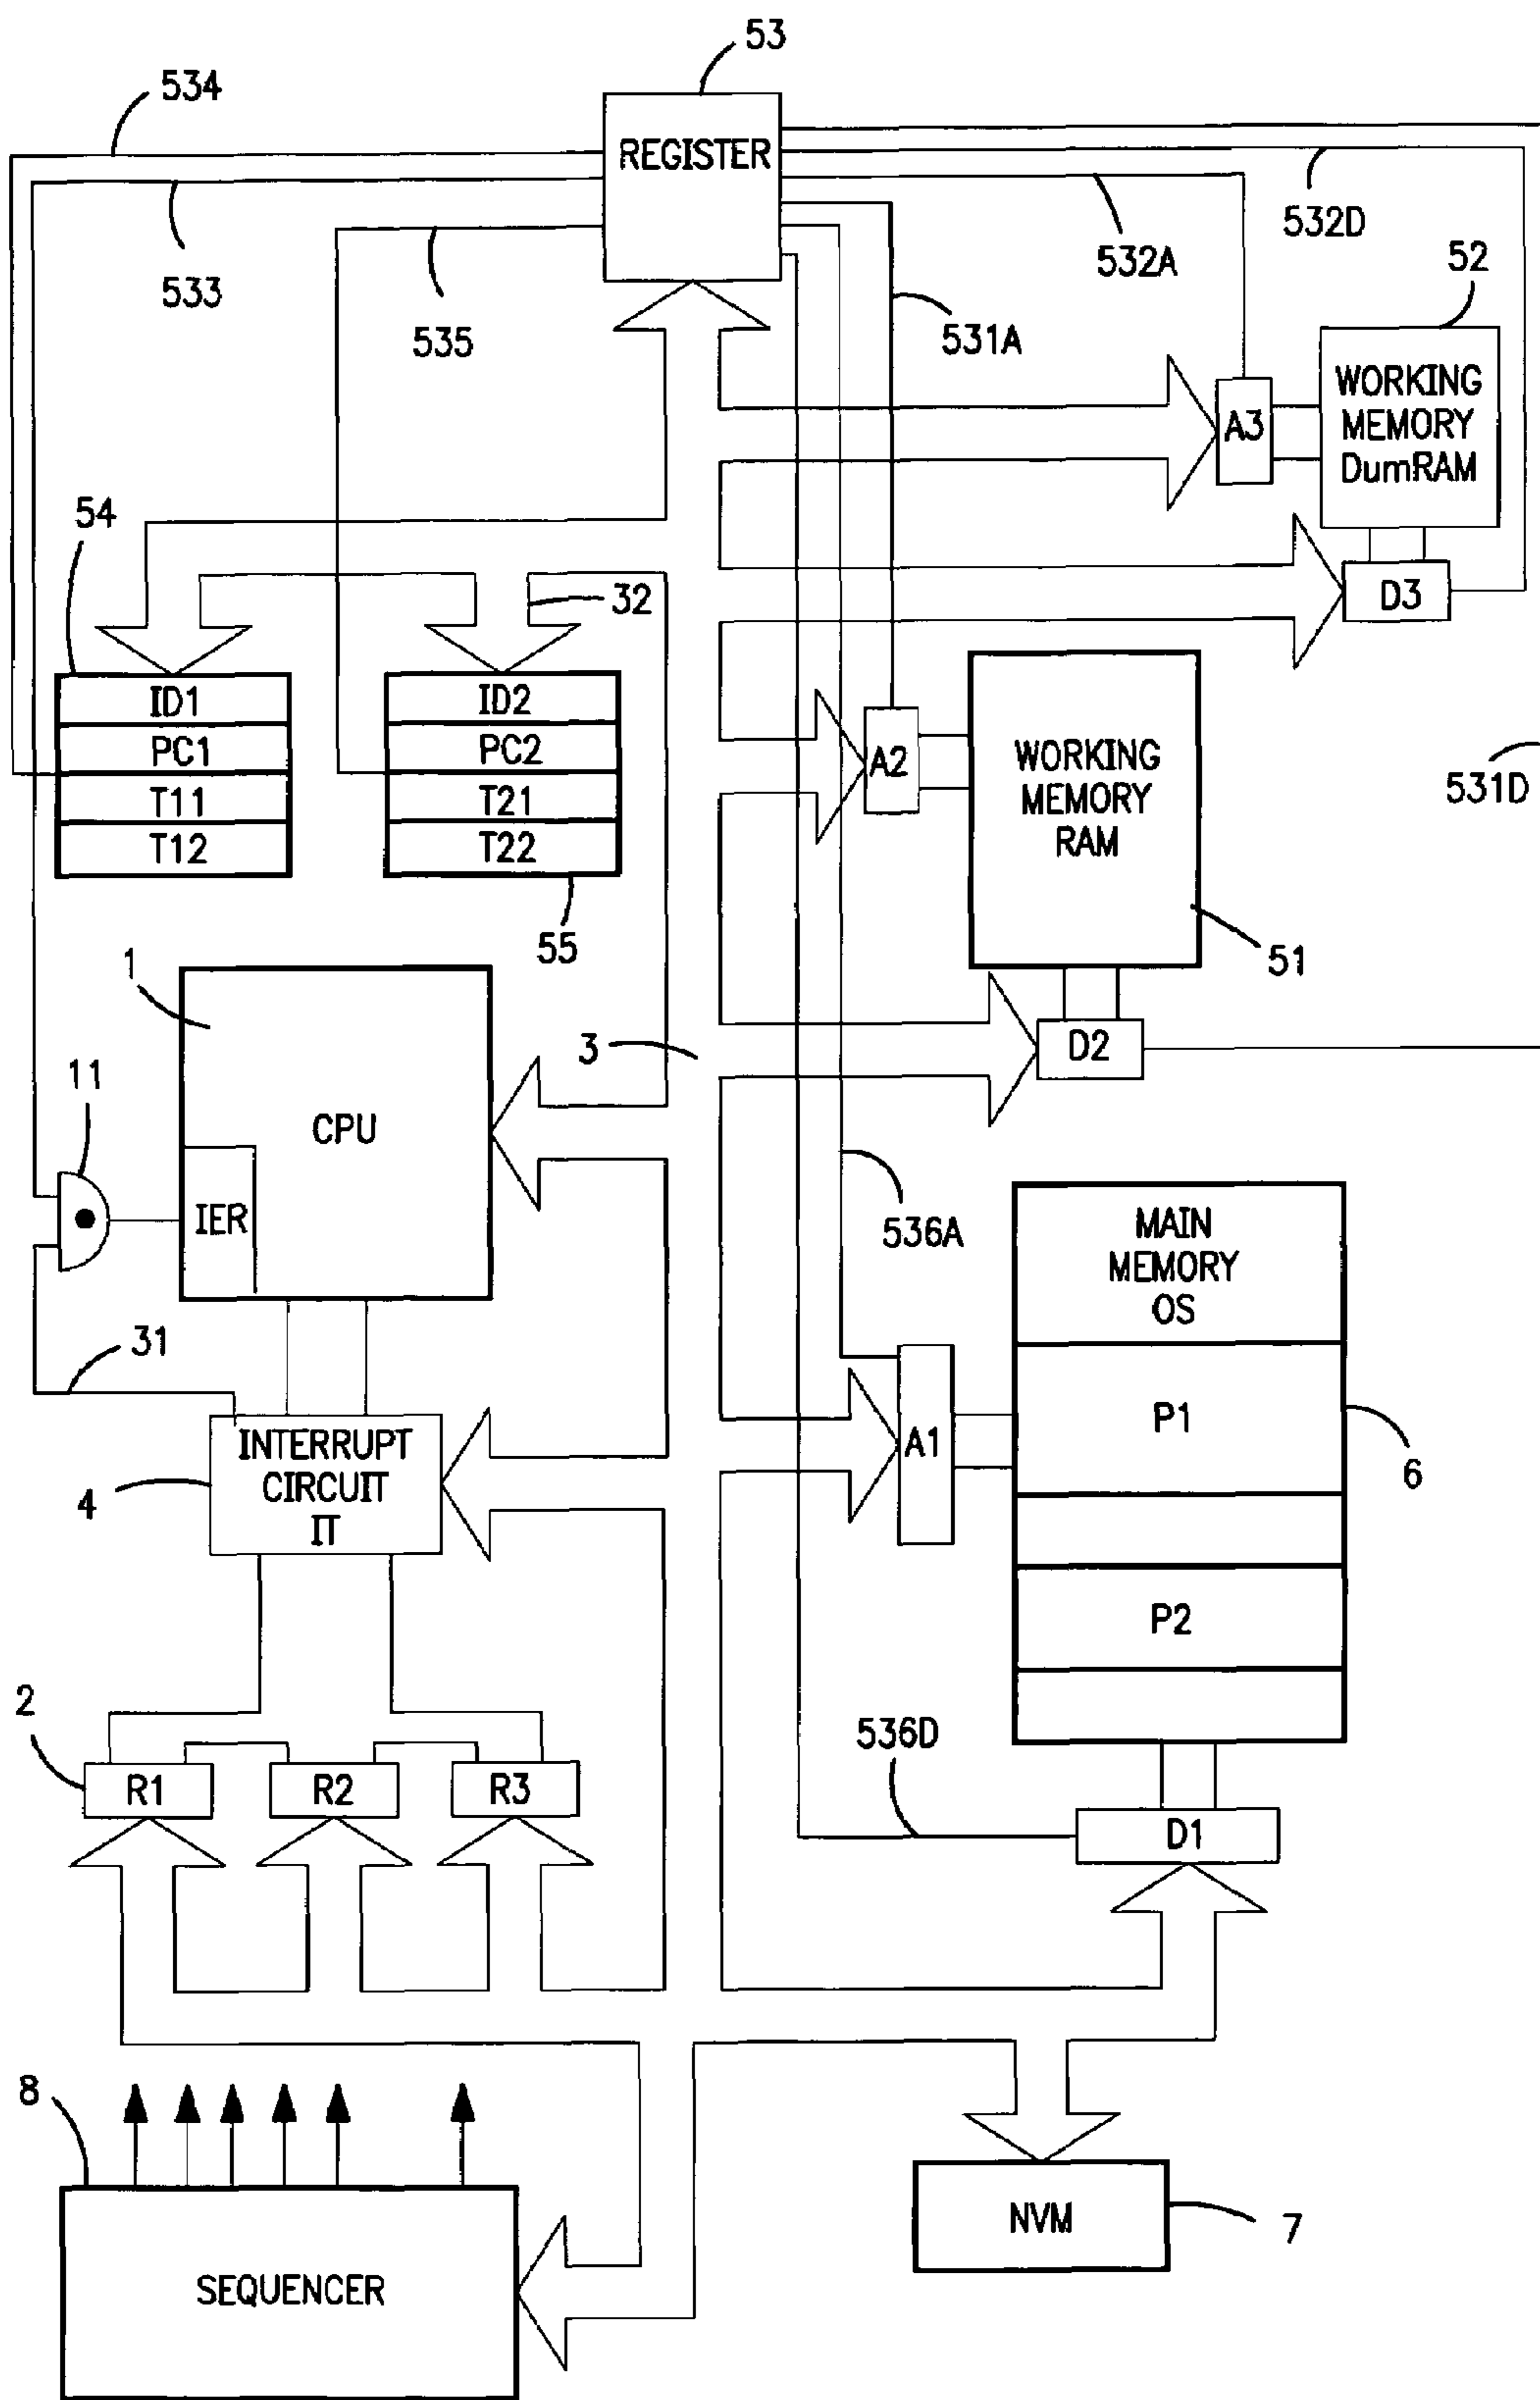 53
534
REGISTER
532D
533
532A
52
535
531A
WORKING
MEMORY
DumRAM
A3
54
32
D3
ID1
PC1
T11
T12
ID2
PC2
T21
T22
A2
WORKING
MEMORY
RAM
531D
55
51
1
3
D2
11
CPU
IER
536A
MAIN
MEMORY
OS
31
P1
A1
6
INTERRUPT
CIRCUIT
IT
4
P2
2
536D
R1
R2
R3
D1
8
NVM
7
SEQUENCER